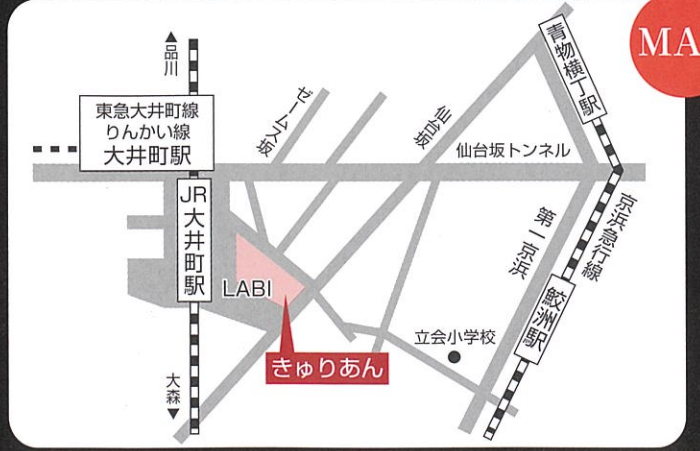 MA
▲品川
東急大井町線
りんかい線
大井町駅
JR大井町駅
LABI
きゅりあん
大森▼
ゼームス坂
仙台坂
仙台坂トンネル
青物横丁駅
京浜急行線
第一京浜
鮫洲駅
立会小学校